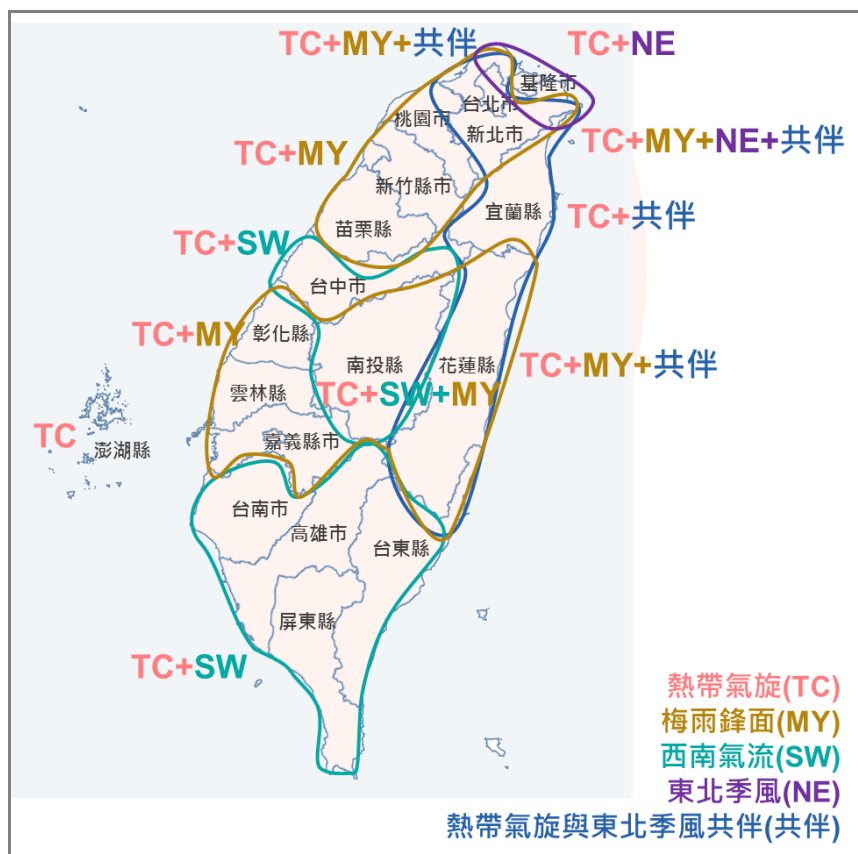 TC+MY+共伴
TC+NE
基隆市
台北市
桃園市
新北市
TC+MY+NE+共伴
TC+MY
新竹縣市
宜蘭縣
TC+共伴
苗栗縣
TC+SW
台中市
TC+MY
彰化縣
南投縣
花蓮縣
TC+MY+共伴
雲林縣
TC+SW+MY
TC
澎湖縣
嘉義縣市
台南市
高雄市
台東縣
屏東縣
TC+SW
熱帶氣旋(TC)
梅雨鋒面(MY)
西南氣流(SW)
東北季風(NE)
熱帶氣旋與東北季風共伴(共伴)